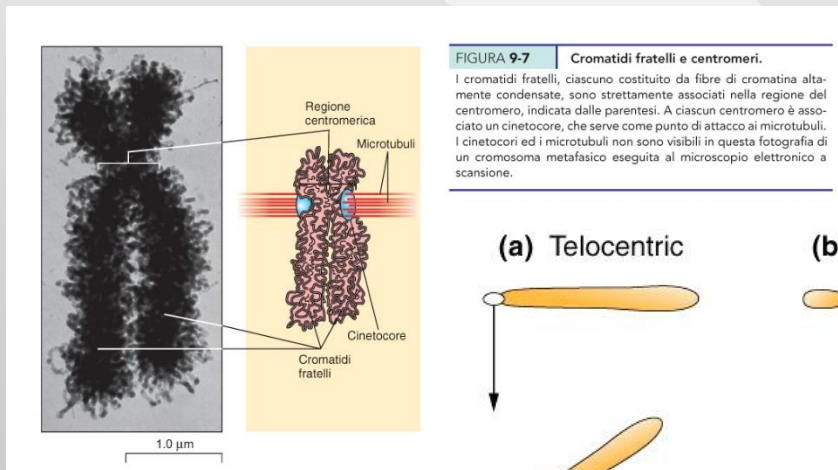 FIGURA 9-7 Cromatidi fratelli e centromeri.
I cromatidi fratelli, ciascuno costituito da fibre di cromatina alta-
mente condensate, sono strettamente associati nella regione del
centromero, indicata dalle parentesi. A ciascun centromero è asso-
ciato un cinetocore, che serve come punto di attacco ai microtubuli.
I cinetocori ed i microtubuli non sono visibili in questa fotografia di
un cromosoma metafasico eseguita al microscopio elettronico a
scansione.
Regione
centromerica
Microtubuli
Cinetocore
Cromatidi
fratelli
1.0 µm
(a) Telocentric
(b